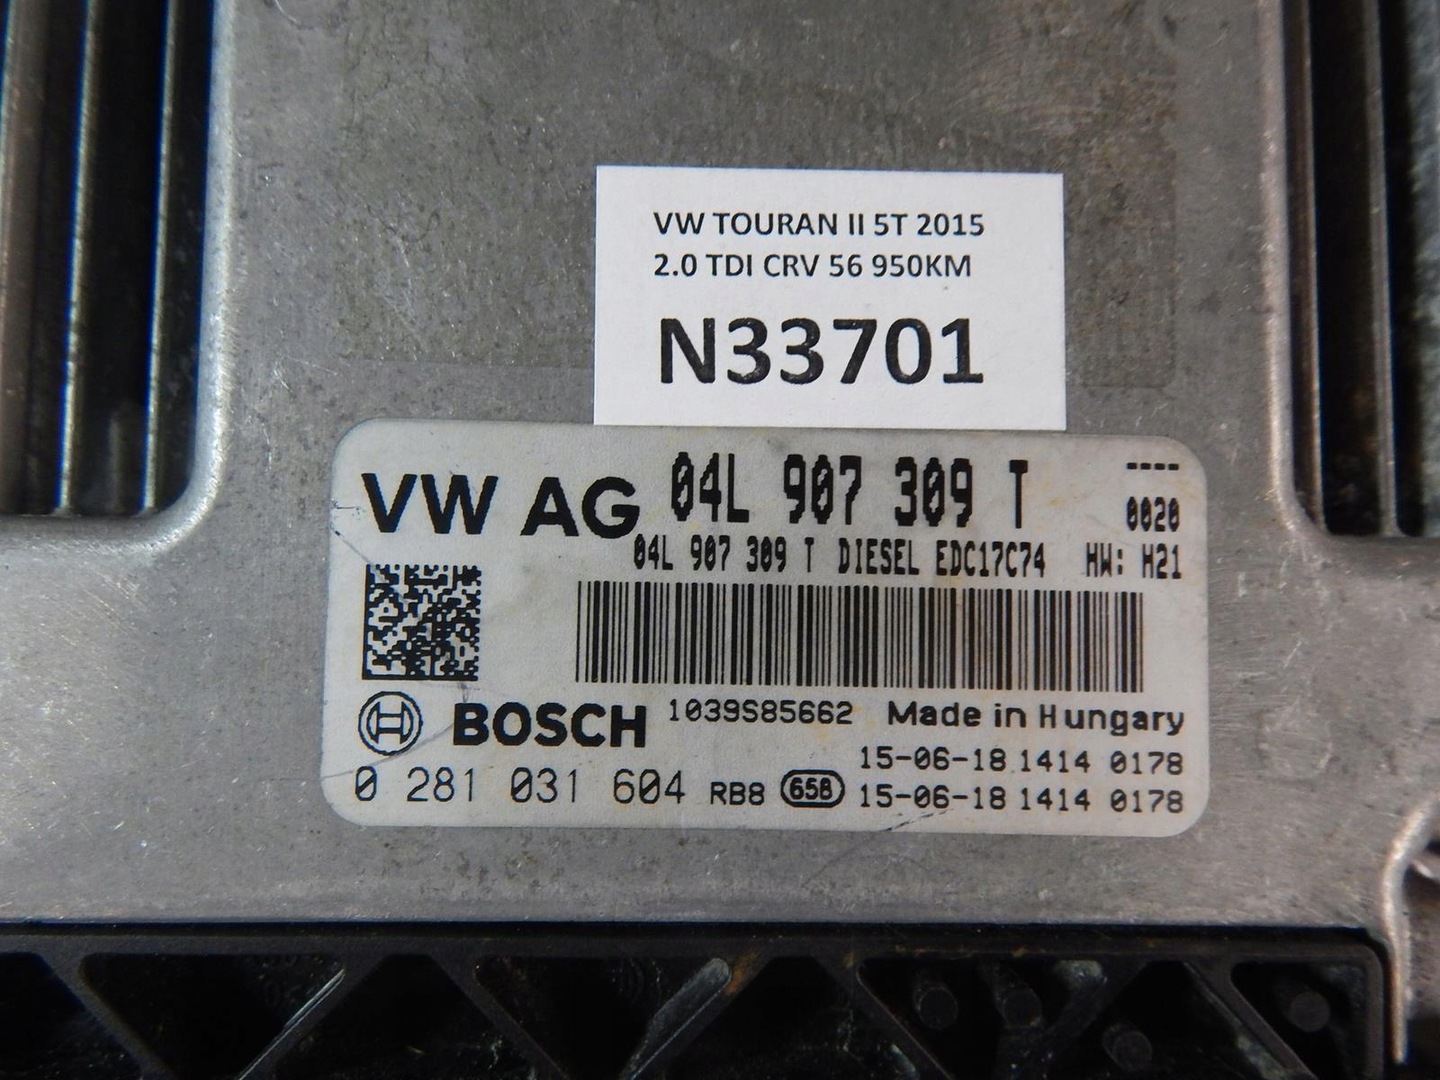 VW TOURAN II 5T 2015
2.0 TDI CRV 56 950KM
N33701
VW AG 04L 907 309 T ----
0020
04L 907 309 T DIESEL EDC17C74 HW: H21
BOSCH 1039S85662 Made in Hungary
15-06-18 1414 0178
0 281 031 604 RB8 658 15-06-18 1414 0178